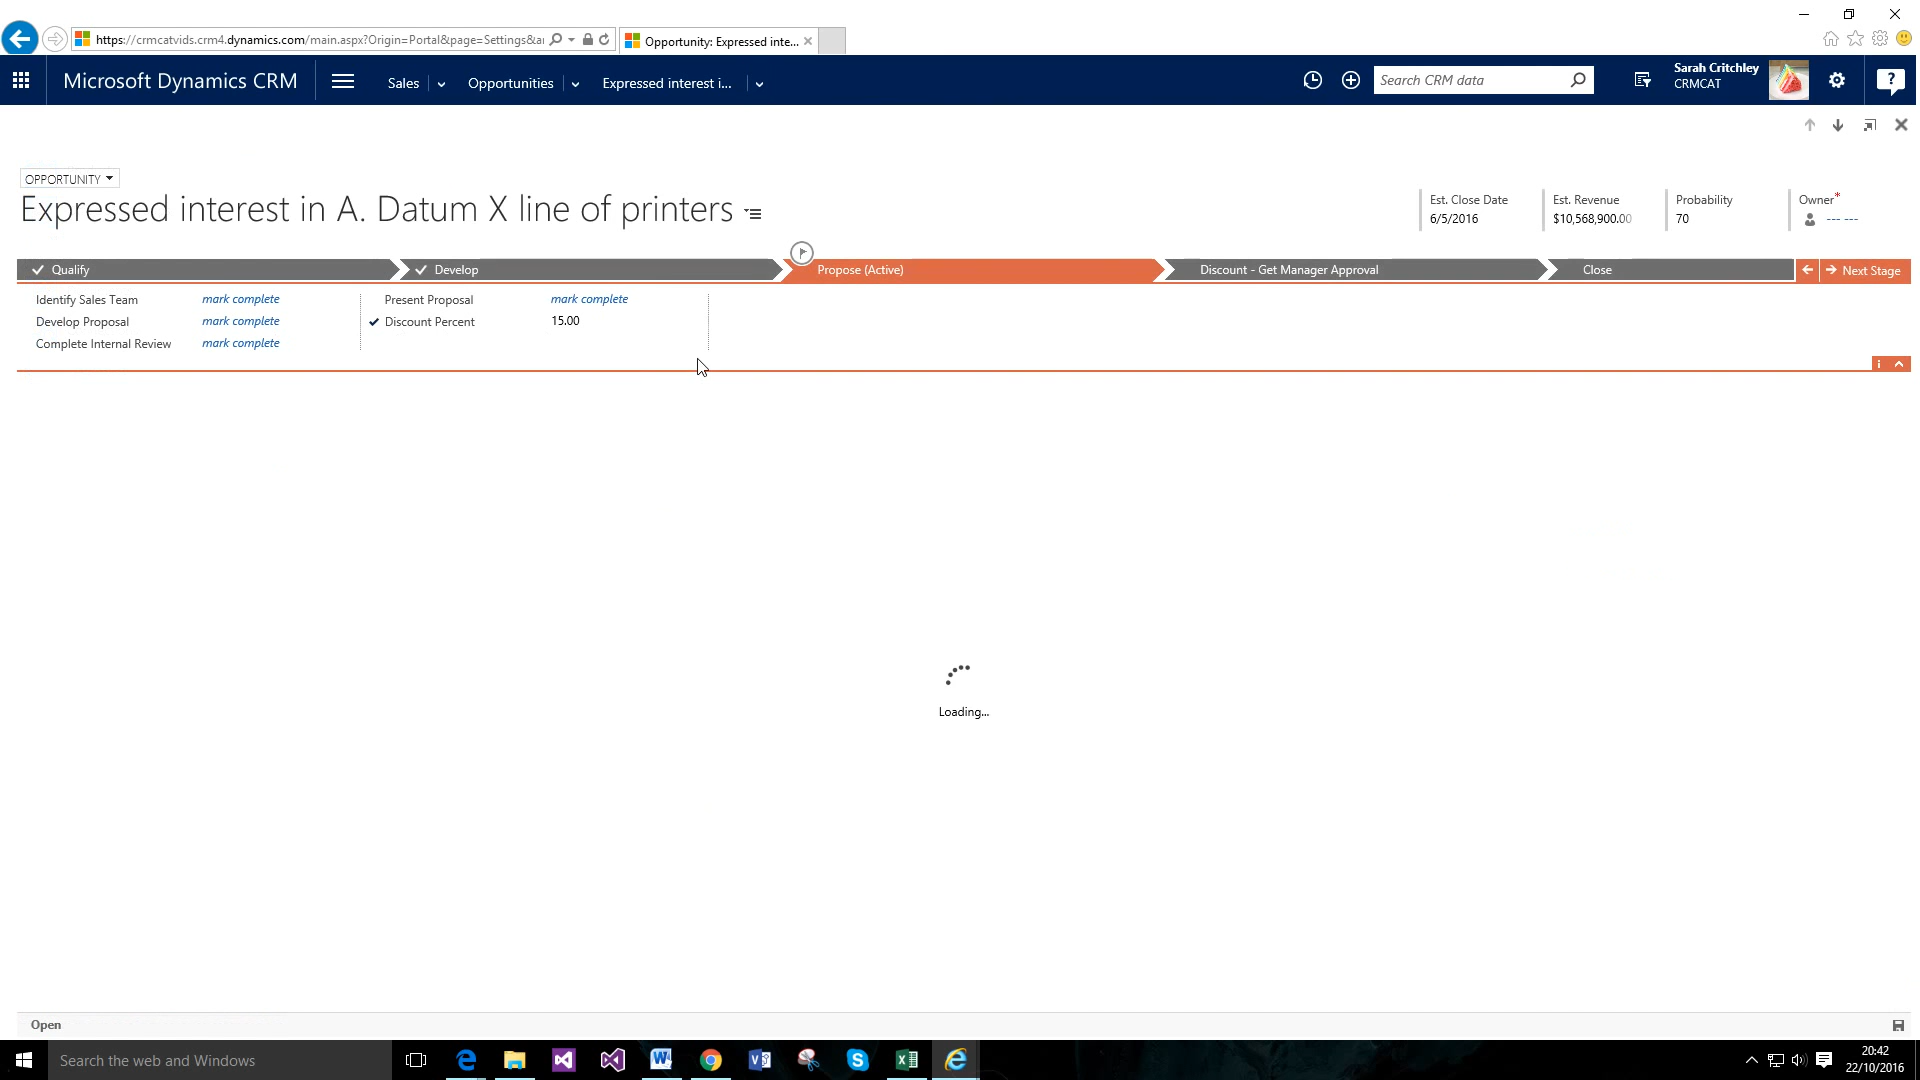 https://crmcatvids.crm4.dynamics.com/main.aspx?Origin=Portal&page=Settings&a
Opportunity: Expressed inte...
Microsoft Dynamics CRM
Sales
Opportunities
Expressed interest i...
Search CRM data
Sarah Critchley
CRMCAT
OPPORTUNITY
Expressed interest in A. Datum X line of printers
Est. Close Date
6/5/2016
Est. Revenue
$10,568,900.00
Probability
70
Owner*
--- ---
Qualify
Develop
Propose (Active)
Discount - Get Manager Approval
Close
Next Stage
Identify Sales Team mark complete
Develop Proposal mark complete
Complete Internal Review mark complete
Present Proposal mark complete
Discount Percent 15.00
Loading...
Open
Search the web and Windows
20:42
22/10/2016